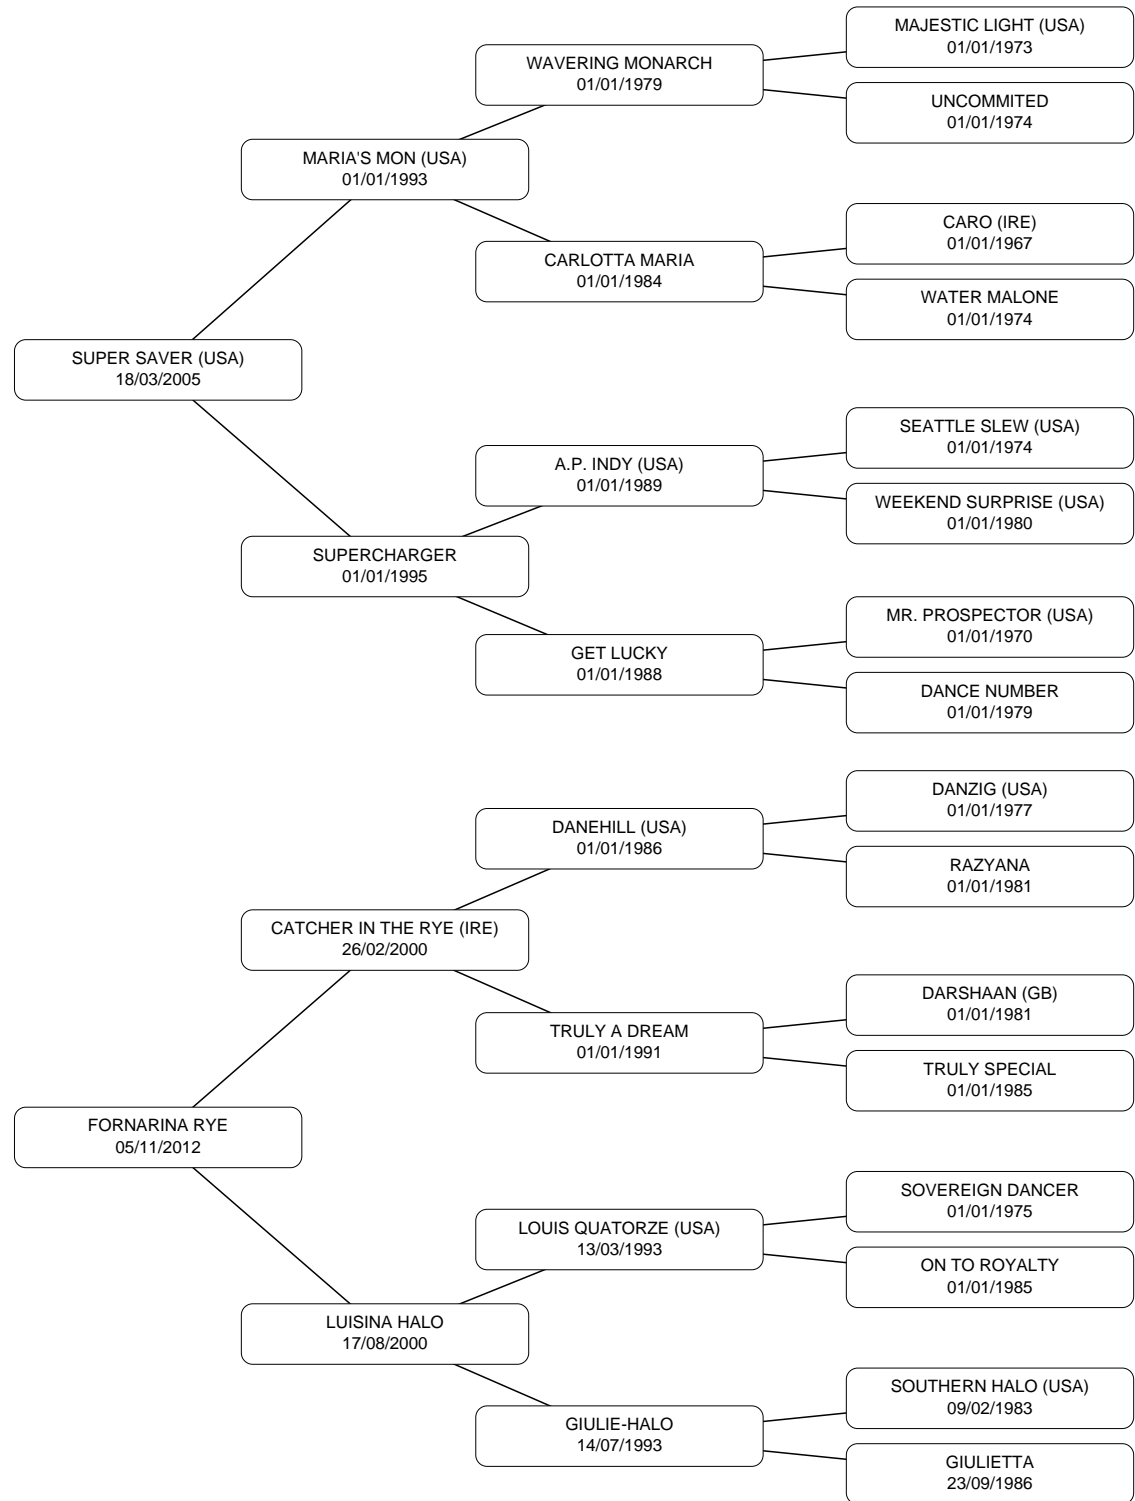 MAJESTIC LIGHT (USA)
01/01/1973
WAVERING MONARCH
01/01/1979
UNCOMMITED
01/01/1974
MARIA'S MON (USA)
01/01/1993
CARO (IRE)
01/01/1967
CARLOTTA MARIA
01/01/1984
WATER MALONE
01/01/1974
SUPER SAVER (USA)
18/03/2005
SEATTLE SLEW (USA)
01/01/1974
A.P. INDY (USA)
01/01/1989
WEEKEND SURPRISE (USA)
01/01/1980
SUPERCHARGER
01/01/1995
MR. PROSPECTOR (USA)
01/01/1970
GET LUCKY
01/01/1988
DANCE NUMBER
01/01/1979
DANZIG (USA)
01/01/1977
DANEHILL (USA)
01/01/1986
RAZYANA
01/01/1981
CATCHER IN THE RYE (IRE)
26/02/2000
DARSHAAN (GB)
01/01/1981
TRULY A DREAM
01/01/1991
TRULY SPECIAL
01/01/1985
FORNARINA RYE
05/11/2012
SOVEREIGN DANCER
01/01/1975
LOUIS QUATORZE (USA)
13/03/1993
ON TO ROYALTY
01/01/1985
LUISINA HALO
17/08/2000
SOUTHERN HALO (USA)
09/02/1983
GIULIE-HALO
14/07/1993
GIULIETTA
23/09/1986